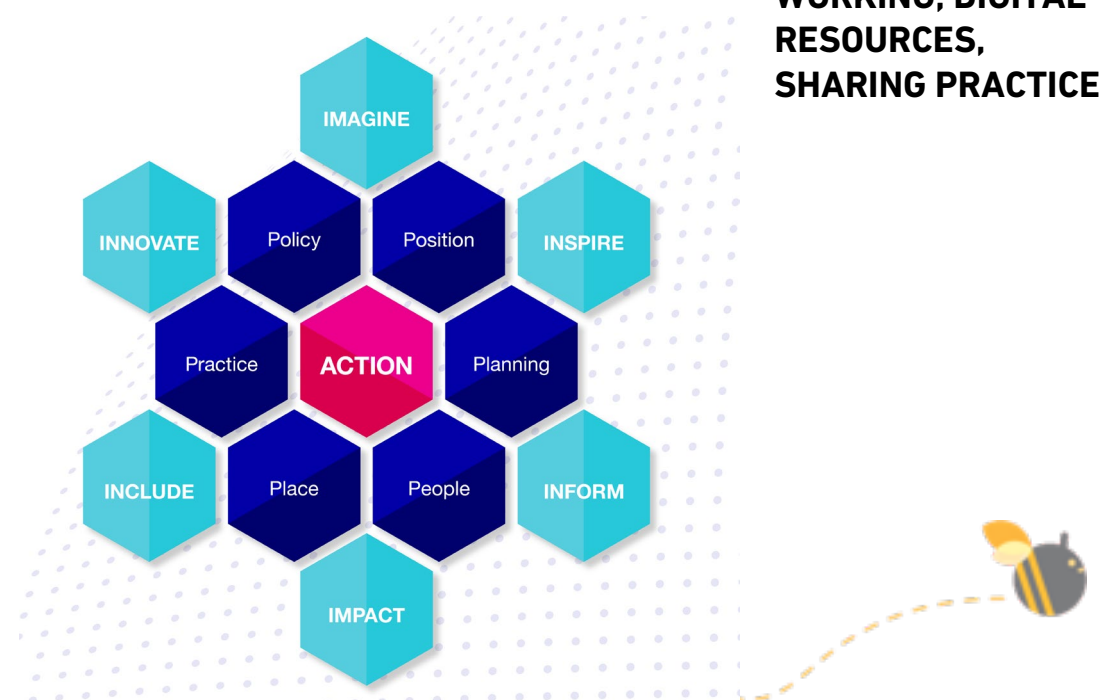 WORKING, DIGITAL
RESOURCES,
SHARING PRACTICE
IMAGINE
INNOVATE
Policy
Position
INSPIRE
Practice
ACTION
Planning
INCLUDE
Place
People
INFORM
IMPACT